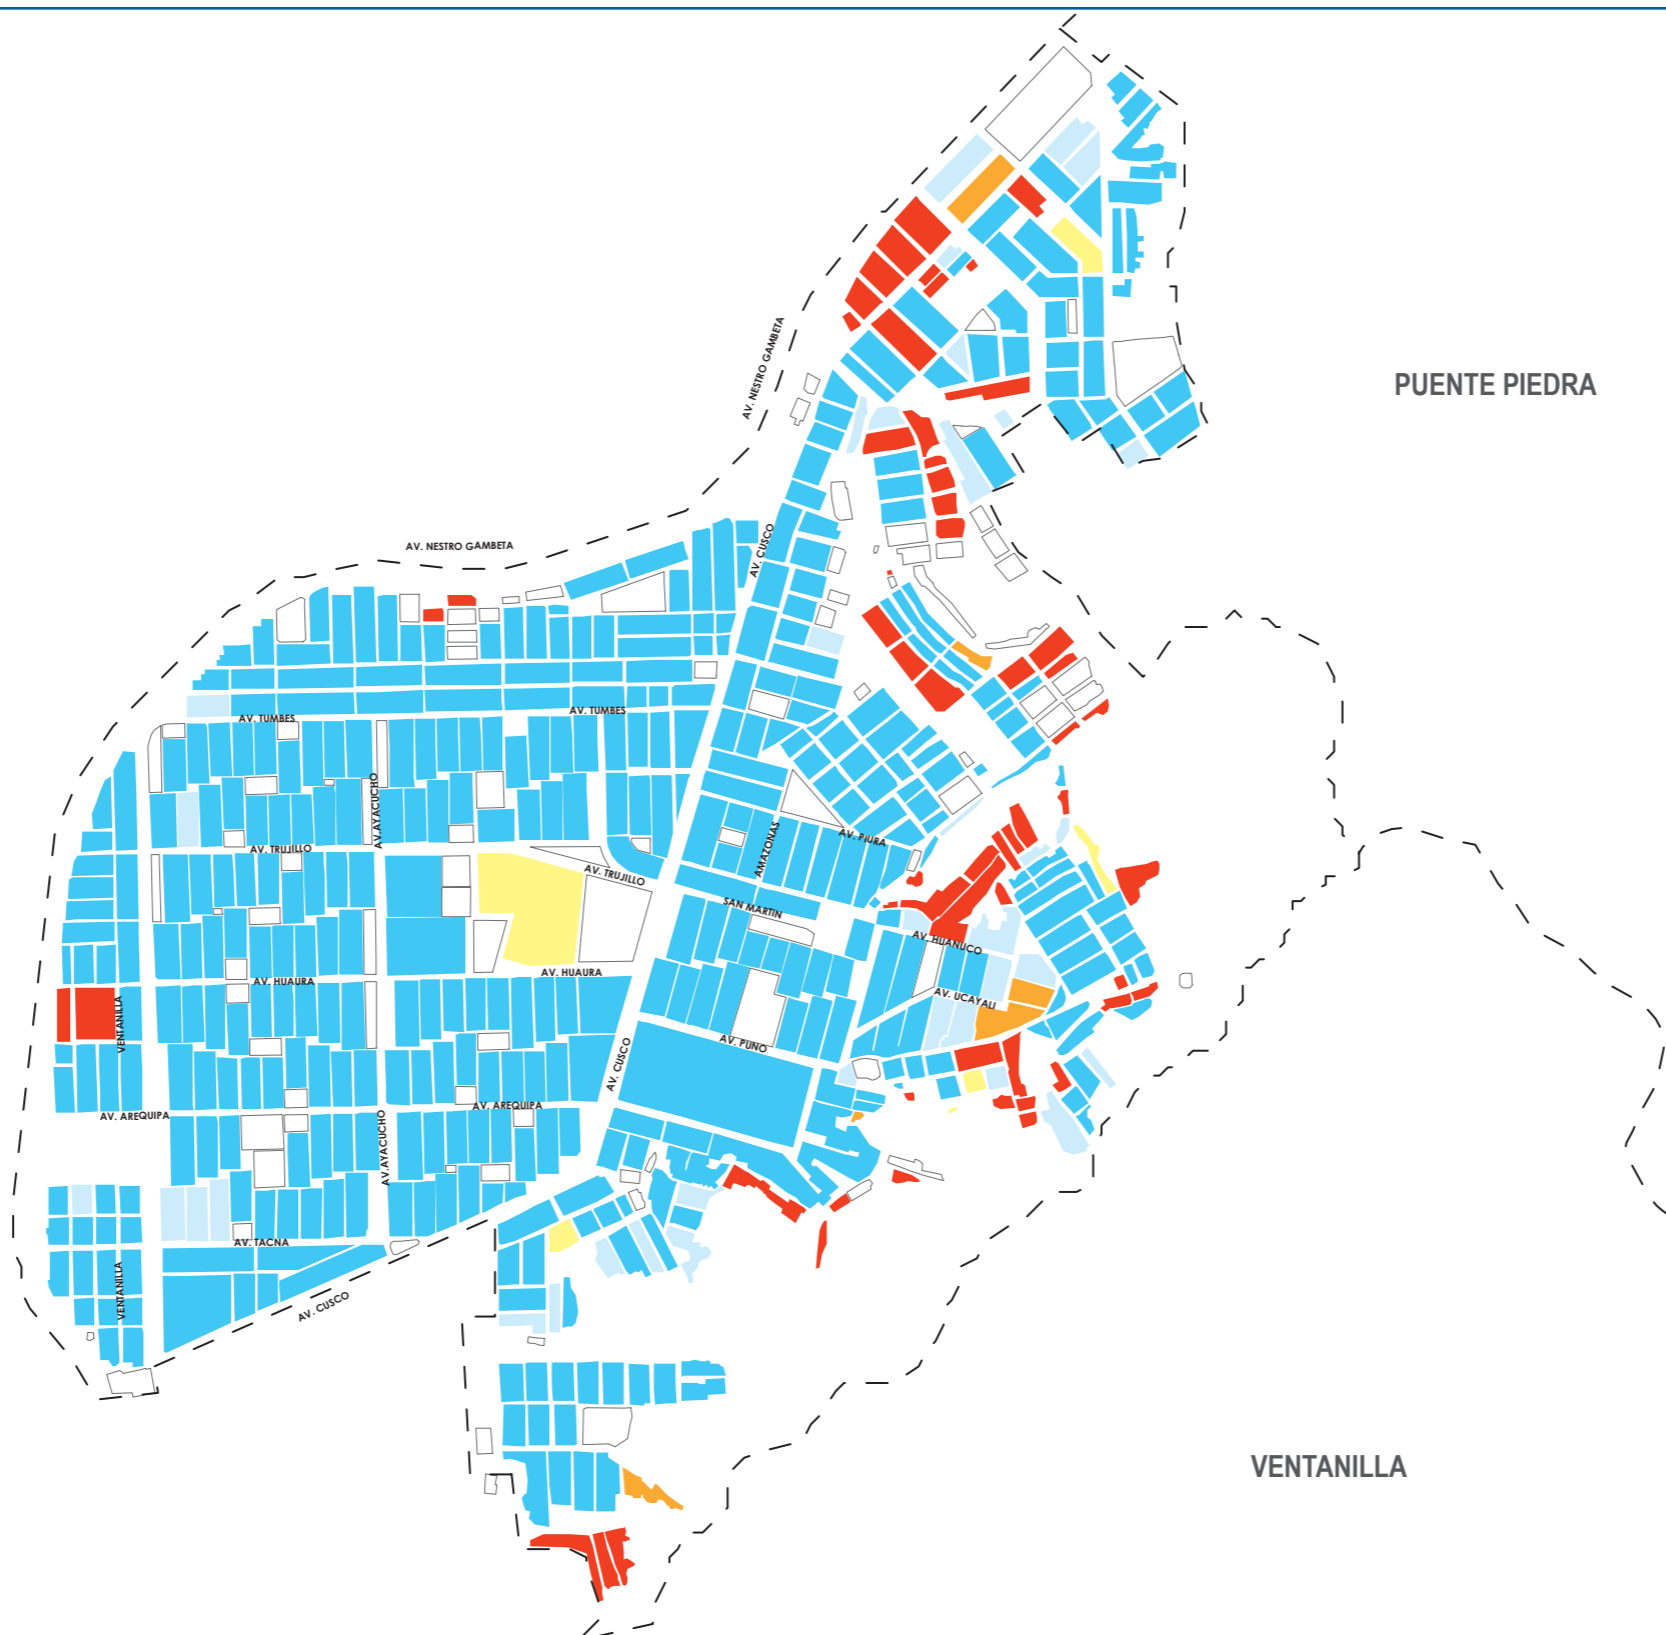 PUENTE PIEDRA
AV. NESTRO GAMBETA
AV. NESTRO GAMBETA
AV. CUSCO
AV. TUMBES
AV. TUMBES
AV.AYACUCHO
AV. TRUJILLO
AV. PIURA
AMAZONAS
AV. TRUJILLO
SAN MARTIN
AV. HUANUCO
AV. HUAURA
AV. HUAURA
AV. UCAYALI
VENTANILLA
AV. PUNO
AV. CUSCO
AV. AREQUIPA
AV. AREQUIPA
AV.AYACUCHO
AV. TACNA
VENTANILLA
AV. CUSCO
VENTANILLA